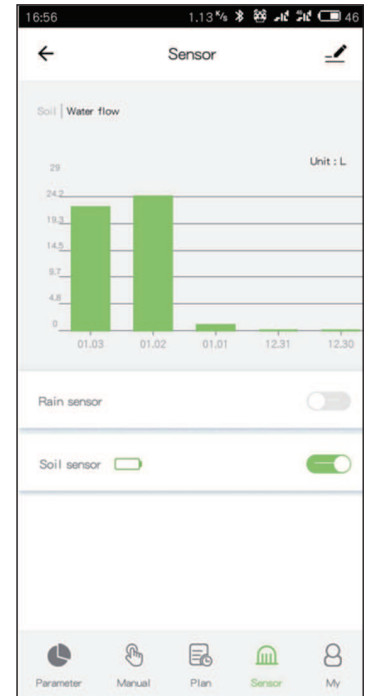 16:56 1.13 K/s 46
Sensor
Soil | Water flow
Unit : L
29
24.2
19.3
14.5
9.7
4.8
0
01.03 01.02 01.01 12.31 12.30
Rain sensor
Soil sensor
Parameter Manual Plan Sensor My